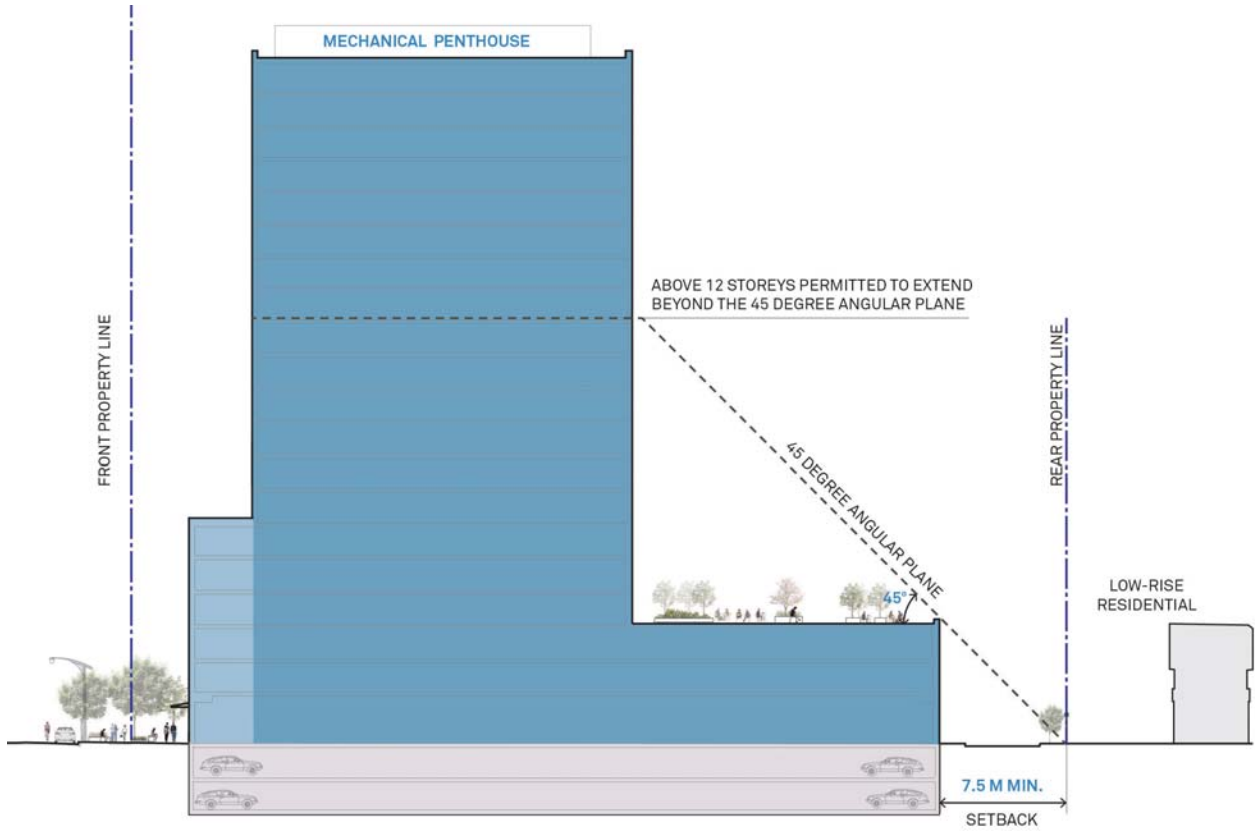 MECHANICAL PENTHOUSE
ABOVE 12 STOREYS PERMITTED TO EXTEND
BEYOND THE 45 DEGREE ANGULAR PLANE
FRONT PROPERTY LINE
REAR PROPERTY LINE
45 DEGREE ANGULAR PLANE
45°
LOW-RISE
RESIDENTIAL
7.5 M MIN.
SETBACK